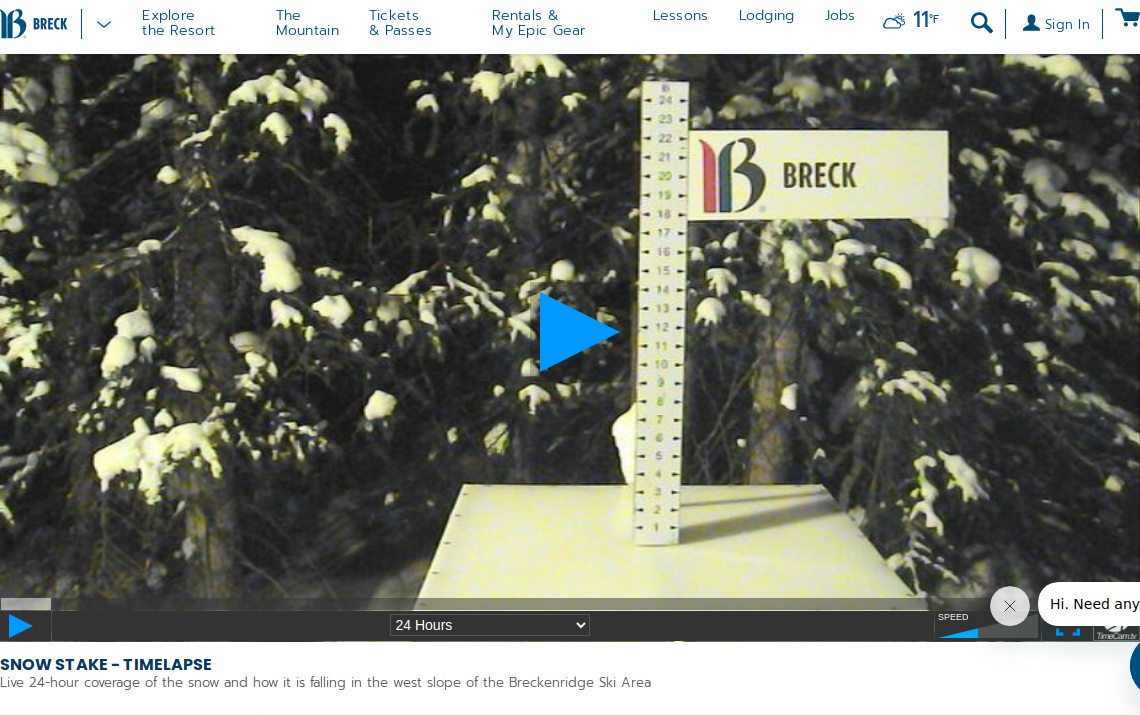 BRECK
Explore
the Resort
The
Mountain
Tickets
& Passes
Rentals &
My Epic Gear
Lessons
Lodging
Jobs
11°F
Sign In
24
23
22
21
20
19
18
17
16
15
14
13
12
11
10
9
8
7
6
5
4
3
2
1
BRECK
24 Hours
SPEED
Hi. Need any
TimeCam.tv
SNOW STAKE - TIMELAPSE
Live 24-hour coverage of the snow and how it is falling in the west slope of the Breckenridge Ski Area